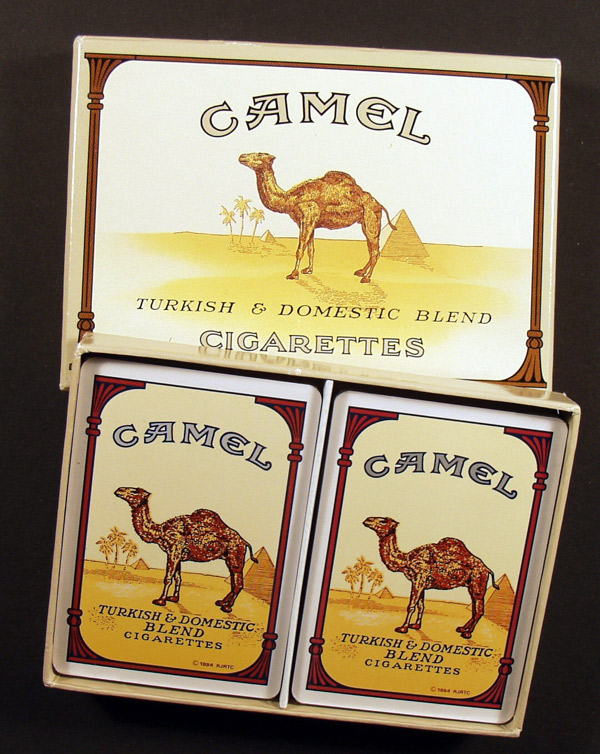 CAMEL
TURKISH & DOMESTIC BLEND
CIGARETTES
CAMEL
TURKISH & DOMESTIC
BLEND
CIGARETTES
© 1994 RJRTC
CAMEL
TURKISH & DOMESTIC
BLEND
CIGARETTES
© 1994 RJRTC